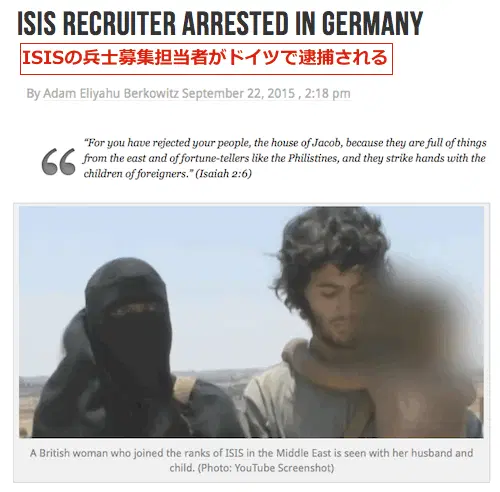 ISIS RECRUITER ARRESTED IN GERMANY
ISISの兵士募集担当者がドイツで逮捕される
By Adam Eliyahu Berkowitz September 22, 2015 , 2:18 pm
“For you have rejected your people, the house of Jacob, because they are full of things
from the east and of fortune-tellers like the Philistines, and they strike hands with the
children of foreigners.” (Isaiah 2:6)
A British woman who joined the ranks of ISIS in the Middle East is seen with her husband and
child. (Photo: YouTube Screenshot)